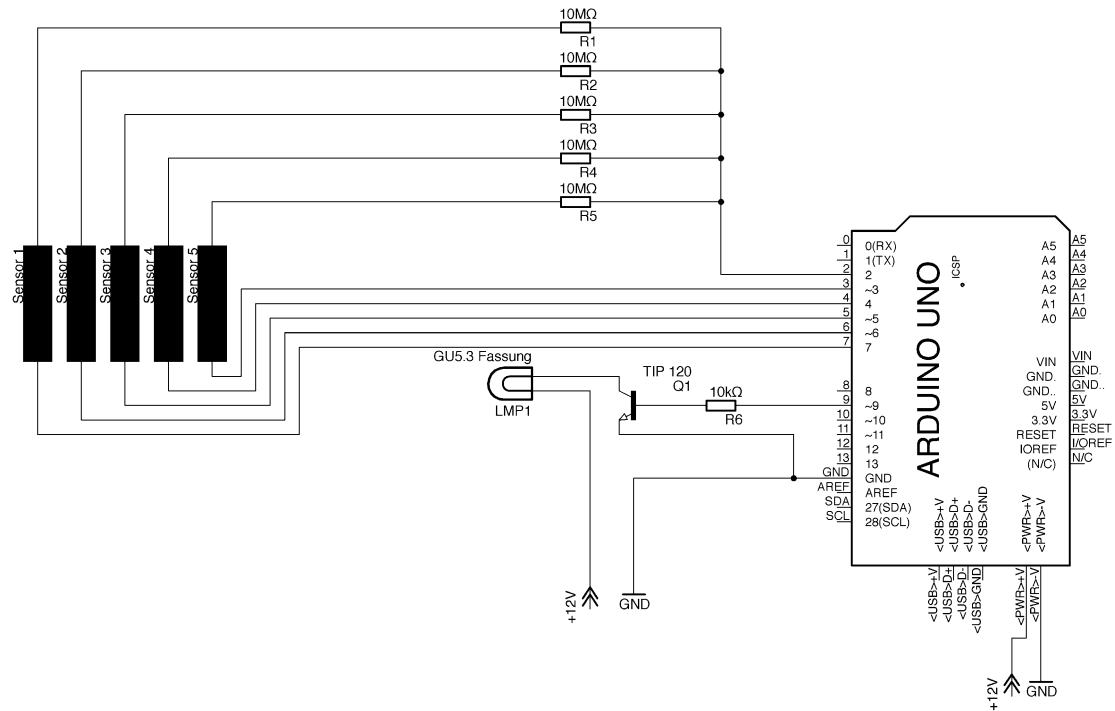 10MΩ
R1
10MΩ
R2
10MΩ
R3
10MΩ
R4
10MΩ
R5
Sensor 1
Sensor 2
Sensor 3
Sensor 4
Sensor 5
GU5.3 Fassung
LMP1
TIP 120
Q1
10kΩ
R6
+12V
GND
ARDUINO UNO
ICSP
0 0(RX)
1 1(TX)
2 2
3 ~3
4 4
5 ~5
6 ~6
7 7
8 8
9 ~9
10 ~10
11 ~11
12 12
13 13
GND GND
AREF AREF
SDA 27(SDA)
SCL 28(SCL)
A5 A5
A4 A4
A3 A3
A2 A2
A1 A1
A0 A0
VIN VIN
GND. GND.
GND.. GND..
5V 5V
3.3V 3.3V
RESET RESET
IOREF I/OREF
(N/C) N/C
<USB>+V
<USB>D+
<USB>D-
<USB>GND
<PWR>+V
<PWR>-V
<USB>+V
<USB>D+
<USB>D-
<USB>GND
<PWR>+V
<PWR>-V
+12V
GND